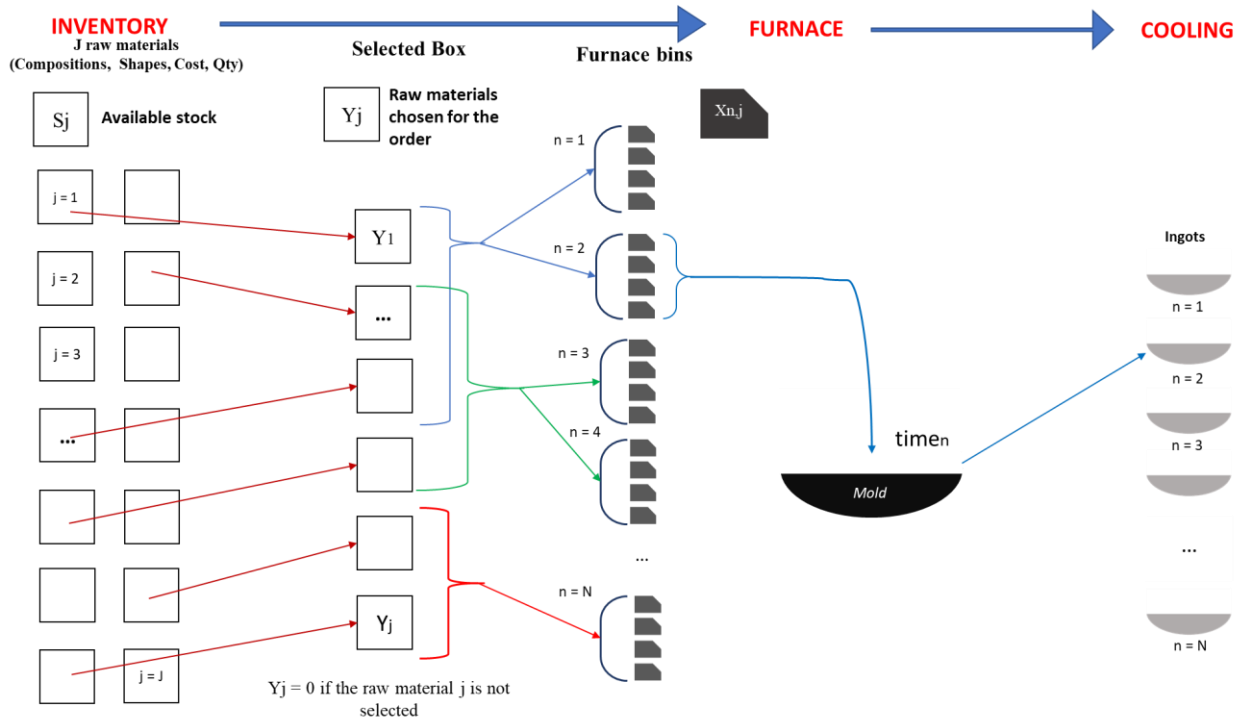 INVENTORY
FURNACE
COOLING
J raw materials
(Compositions, Shapes, Cost, Qty)
Selected Box
Furnace bins
Sj
Available stock
Yj
Raw materials
chosen for the
order
Xn,j
n = 1
j = 1
Y1
n = 2
Ingots
j = 2
...
n = 1
j = 3
n = 3
n = 2
...
n = 4
timen
n = 3
Mold
...
...
n = N
Yj
j = J
n = N
Yj = 0 if the raw material j is not
selected